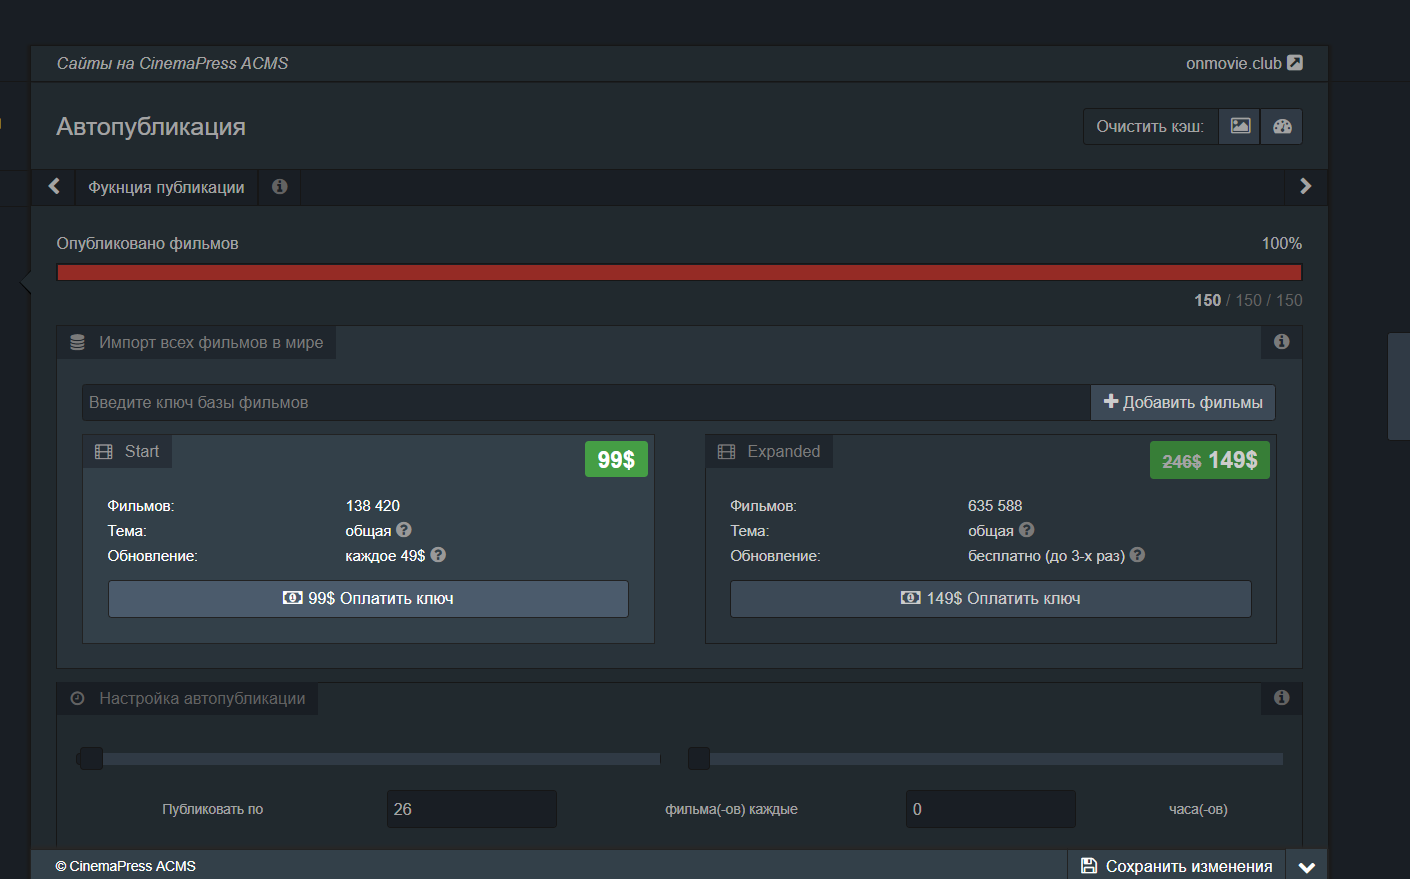 Сайты на CinemaPress ACMS
onmovie.club
Автопубликация
Очистить кэш:
Фукнция публикации
Опубликовано фильмов
100%
150 / 150 / 150
Импорт всех фильмов в мире
Введите ключ базы фильмов
Добавить фильмы
Start
99$
Фильмов: 138 420
Тема: общая
Обновление: каждое 49$
99$ Оплатить ключ
Expanded
246$ 149$
Фильмов: 635 588
Тема: общая
Обновление: бесплатно (до 3-х раз)
149$ Оплатить ключ
Настройка автопубликации
Публиковать по 26 фильма(-ов) каждые 0 часа(-ов)
© CinemaPress ACMS
Сохранить изменения